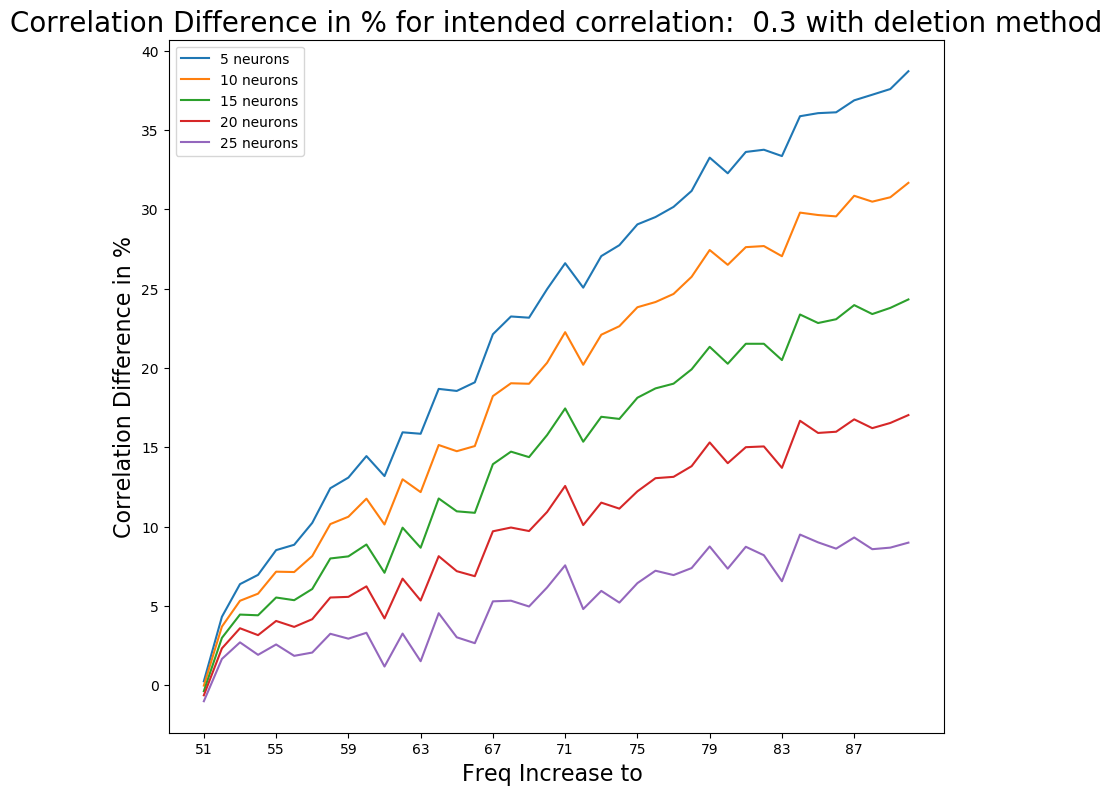 Correlation Difference in % for intended correlation:  0.3 with deletion method
5 neurons
10 neurons
15 neurons
20 neurons
25 neurons
Correlation Difference in %
40
35
30
25
20
15
10
5
0
51 55 59 63 67 71 75 79 83 87
Freq Increase to